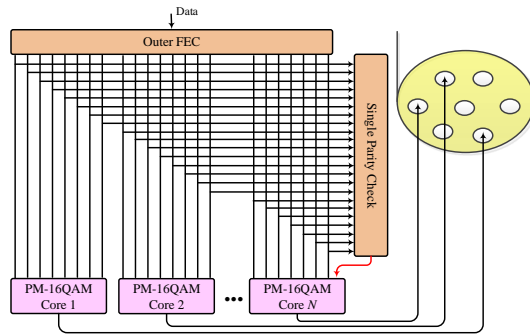 Data
Outer FEC
Single Parity Check
PM-16QAM
Core 1
PM-16QAM
Core 2
•••
PM-16QAM
Core N